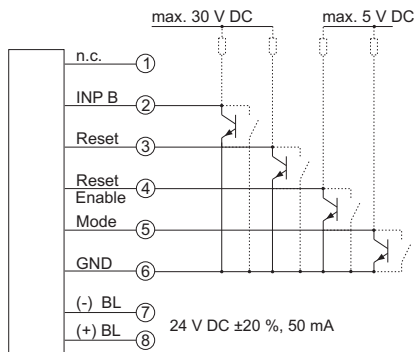 max. 30 V DC max. 5 V DC
n.c. 1
INP B 2
Reset 3
Reset
Enable 4
Mode 5
GND 6
(-) BL 7
24 V DC ±20 %, 50 mA
(+) BL 8